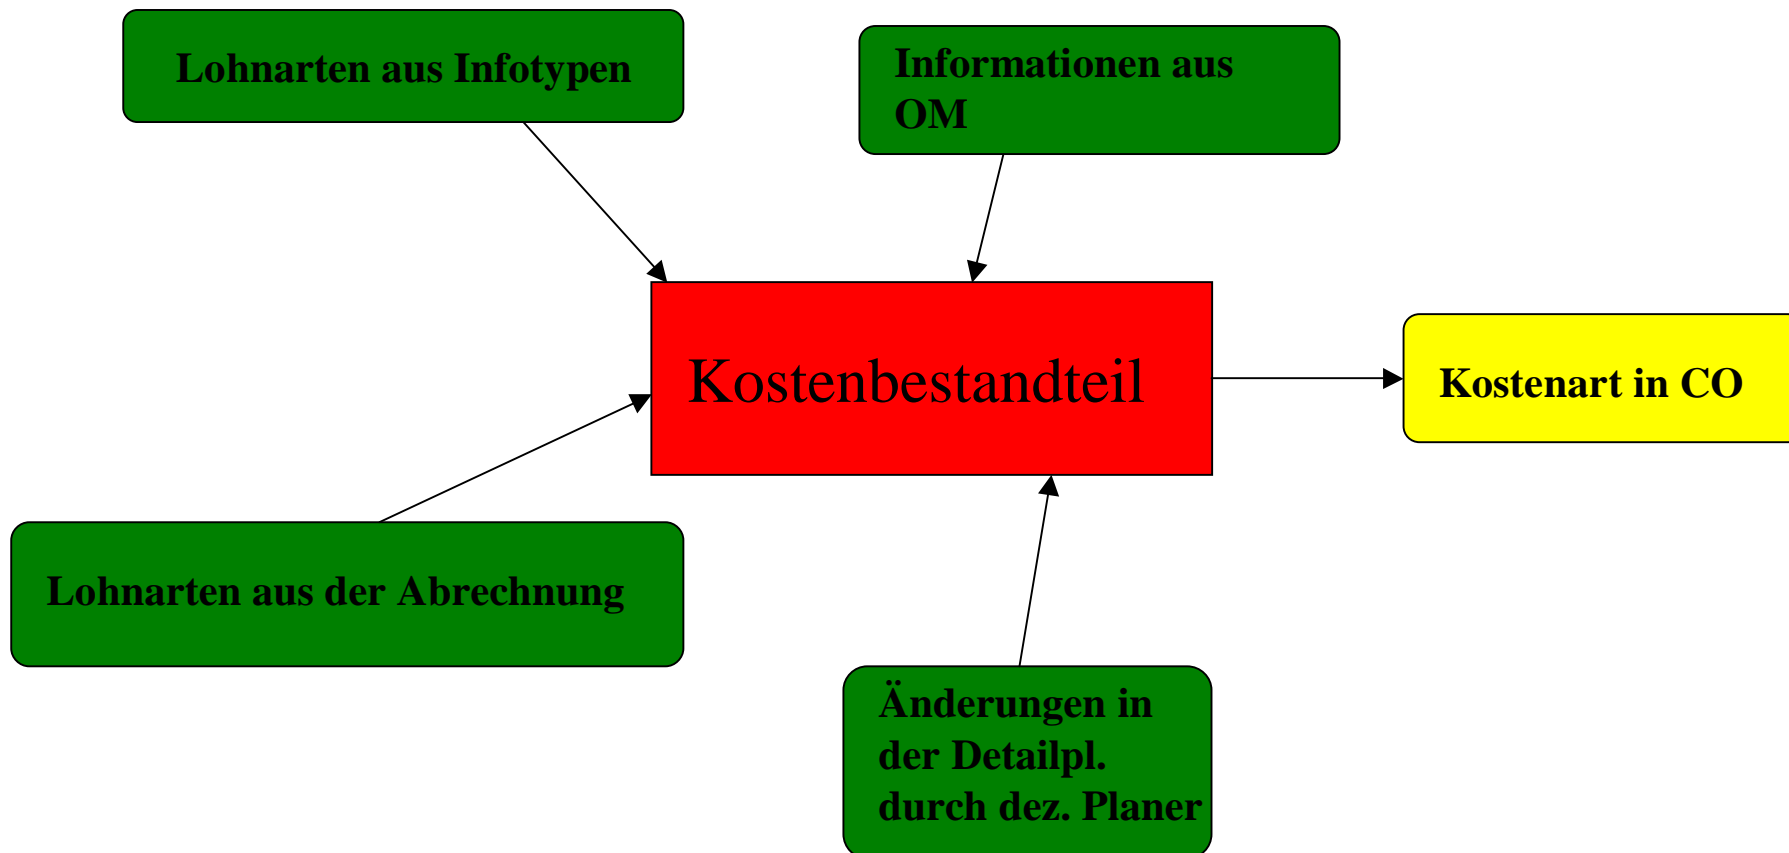 Lohnarten aus Infotypen
Informationen aus
OM
Kostenbestandteil
Kostenart in CO
Lohnarten aus der Abrechnung
Änderungen in
der Detailpl.
durch dez. Planer